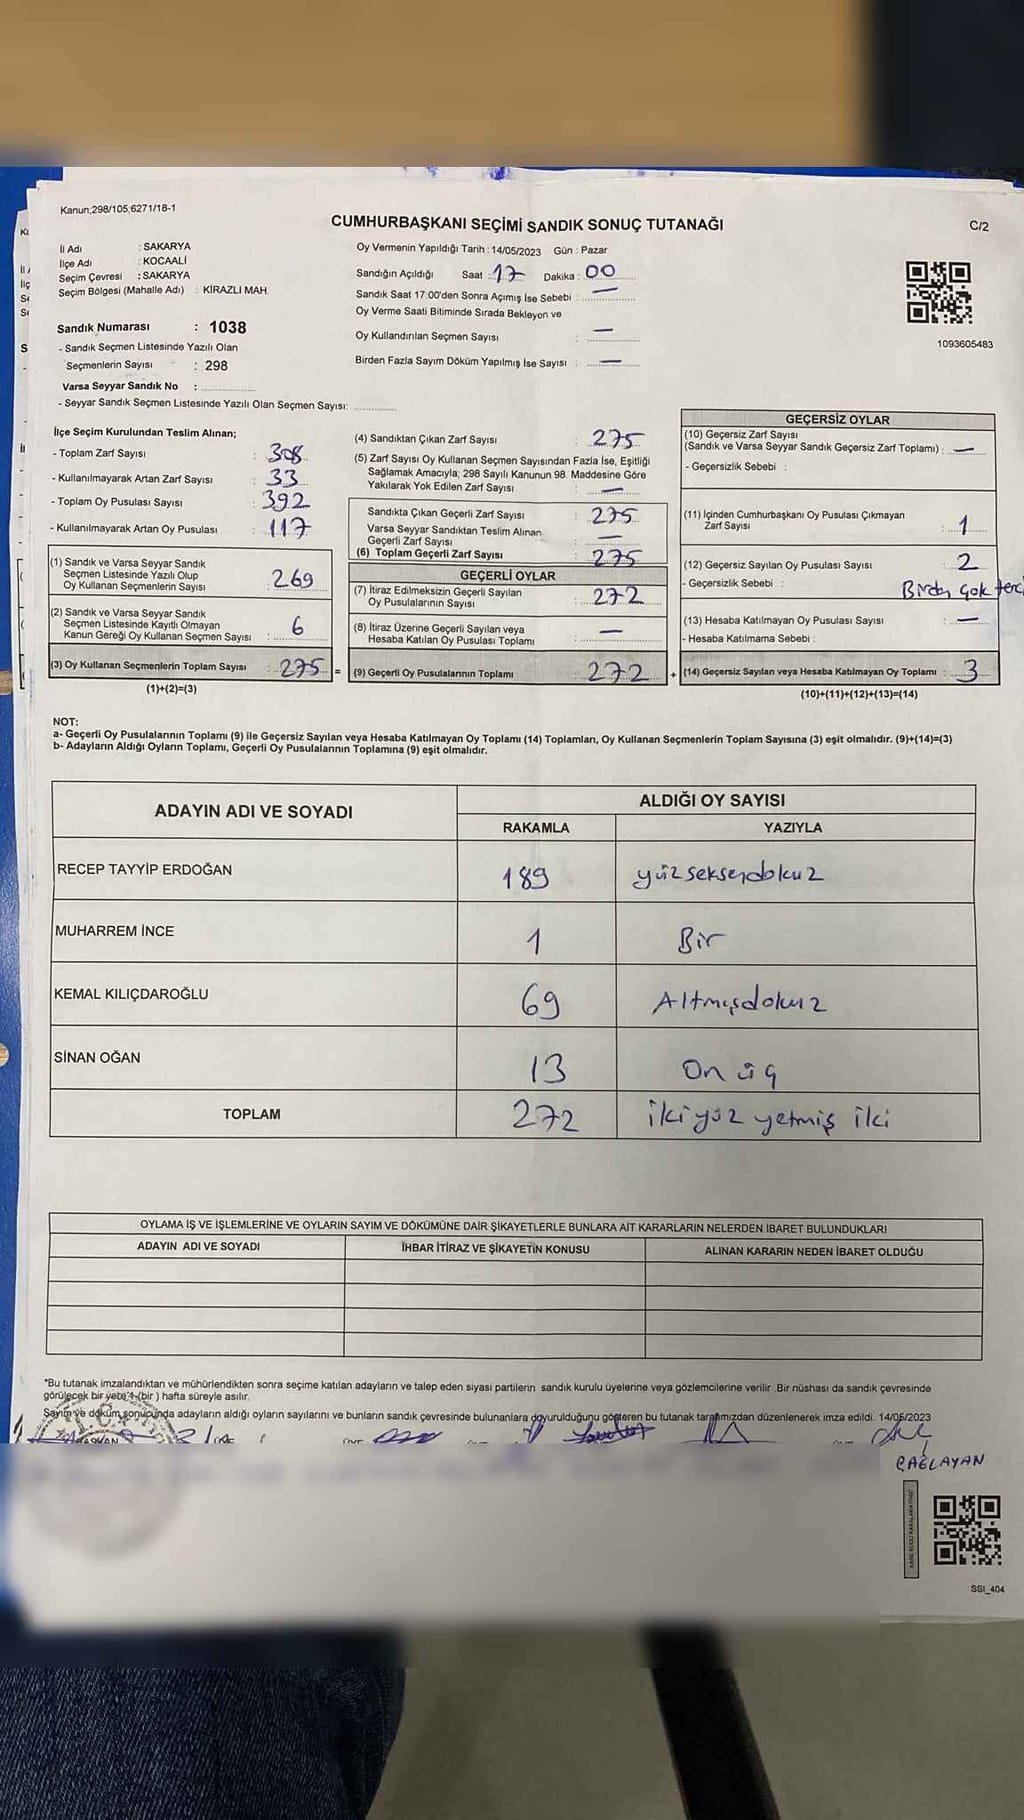 Kanun;298/105;6271/18-1
CUMHURBAŞKANI SEÇİMİ SANDIK SONUÇ TUTANAĞI
C/2
İl Adı : SAKARYA
İlçe Adı : KOCAALİ
Seçim Çevresi : SAKARYA
Seçim Bölgesi (Mahalle Adı) : KİRAZLI MAH.
Sandık Numarası : 1038
- Sandık Seçmen Listesinde Yazılı Olan
Seçmenlerin Sayısı : 298
Varsa Seyyar Sandık No :
- Seyyar Sandık Seçmen Listesinde Yazılı Olan Seçmen Sayısı:
Oy Vermenin Yapıldığı Tarih : 14/05/2023 Gün : Pazar
Sandığın Açıldığı Saat : 17 Dakika : 00
Sandık Saat 17:00'den Sonra Açımış İse Sebebi : —
Oy Verme Saati Bitiminde Sırada Bekleyon ve
Oy Kullandırılan Seçmen Sayısı : —
Birden Fazla Sayım Döküm Yapılmış İse Sayısı : —
1093605483
İlçe Seçim Kurulundan Teslim Alınan;
- Toplam Zarf Sayısı : 308
- Kullanılmayarak Artan Zarf Sayısı : 33
- Toplam Oy Pusulası Sayısı : 392
- Kullanılmayarak Artan Oy Pusulası : 117
(1) Sandık ve Varsa Seyyar Sandık
Seçmen Listesinde Yazılı Olup
Oy Kullanan Seçmenlerin Sayısı : 269
(2) Sandık ve Varsa Seyyar Sandık
Seçmen Listesinde Kayıtlı Olmayan
Kanun Gereği Oy Kullanan Seçmen Sayısı : 6
(3) Oy Kullanan Seçmenlerin Toplam Sayısı : 275 =
(1)+(2)=(3)
(4) Sandıktan Çıkan Zarf Sayısı : 275
(5) Zarf Sayısı Oy Kullanan Seçmen Sayısından Fazla İse, Eşitliği
Sağlamak Amacıyla; 298 Sayılı Kanunun 98. Maddesine Göre
Yakılarak Yok Edilen Zarf Sayısı : —
Sandıkta Çıkan Geçerli Zarf Sayısı : 275
Varsa Seyyar Sandıktan Teslim Alınan
Geçerli Zarf Sayısı : —
(6) Toplam Geçerli Zarf Sayısı : 275
GEÇERLİ OYLAR
(7) İtiraz Edilmeksizin Geçerli Sayılan
Oy Pusulalarının Sayısı : 272
(8) İtiraz Üzerine Geçerli Sayılan veya
Hesaba Katılan Oy Pusulası Toplamı : —
(9) Geçerli Oy Pusulalarının Toplamı : 272 +
GEÇERSİZ OYLAR
(10) Geçersiz Zarf Sayısı
(Sandık ve Varsa Seyyar Sandık Geçersiz Zarf Toplamı) : —
- Geçersizlik Sebebi :
(11) İçinden Cumhurbaşkanı Oy Pusulası Çıkmayan
Zarf Sayısı : 1
(12) Geçersiz Sayılan Oy Pusulası Sayısı : 2
- Geçersizlik Sebebi : Birden Çok terci
(13) Hesaba Katılmayan Oy Pusulası Sayısı : —
- Hesaba Katılmama Sebebi :
(14) Geçersiz Sayılan veya Hesaba Katılmayan Oy Toplamı : 3
(10)+(11)+(12)+(13)=(14)
NOT:
a- Geçerli Oy Pusulalarının Toplamı (9) ile Geçersiz Sayılan veya Hesaba Katılmayan Oy Toplamı (14) Toplamları, Oy Kullanan Seçmenlerin Toplam Sayısına (3) eşit olmalıdır. (9)+(14)=(3)
b- Adayların Aldığı Oyların Toplamı, Geçerli Oy Pusulalarının Toplamına (9) eşit olmalıdır.
ADAYIN ADI VE SOYADI
ALDIĞI OY SAYISI
RAKAMLA YAZIYLA
RECEP TAYYİP ERDOĞAN 189 yüzseksendokuz
MUHARREM İNCE 1 Bir
KEMAL KILIÇDAROĞLU 69 Altmışdokuz
SİNAN OĞAN 13 On üç
TOPLAM 272 ikiyüz yetmiş iki
OYLAMA İŞ VE İŞLEMLERİNE VE OYLARIN SAYIM VE DÖKÜMÜNE DAİR ŞİKAYETLERLE BUNLARA AİT KARARLARIN NELERDEN İBARET BULUNDUKLARI
ADAYIN ADI VE SOYADI İHBAR İTİRAZ VE ŞİKAYETİN KONUSU ALINAN KARARIN NEDEN İBARET OLDUĞU
*Bu tutanak imzalandıktan ve mühürlendikten sonra seçime katılan adayların ve talep eden siyasi partilerin sandık kurulu üyelerine veya gözlemcilerine verilir .Bir nüshası da sandık çevresinde
görülecek bir yere 1 (bir ) hafta süreyle asılır.
Sayım ve döküm sonucunda adayların aldığı oyların sayılarını ve bunların sandık çevresinde bulunanlara duyurulduğunu gösteren bu tutanak tarafımızdan düzenlenerek imza edildi. 14/05/2023
ÇAĞLAYAN
SSI_404